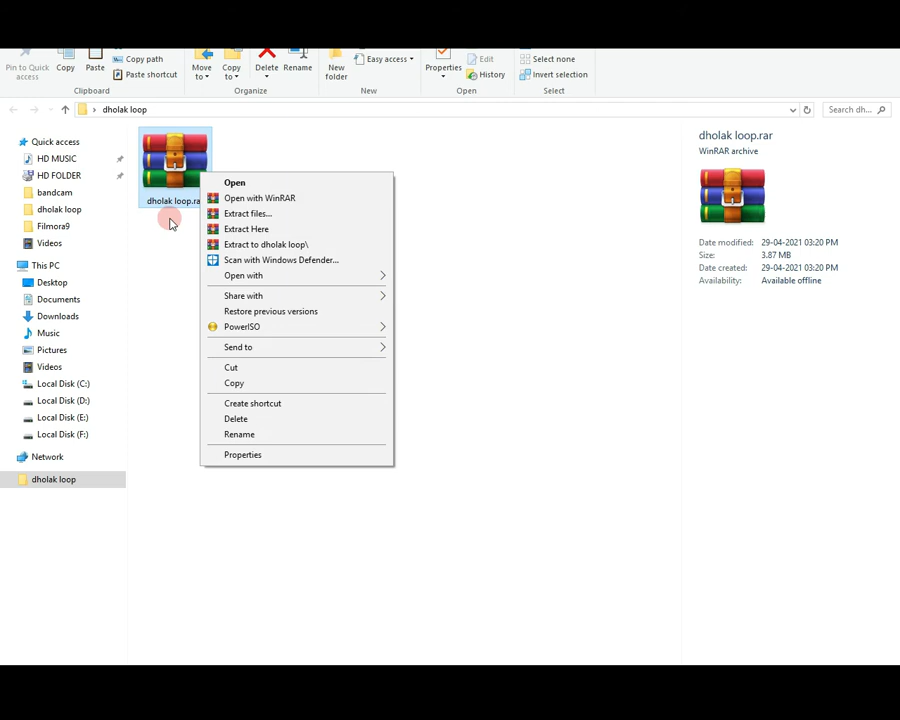 Pin to Quick access
Copy
Paste
Copy path
Paste shortcut
Clipboard
Move to
Copy to
Delete
Rename
Organize
New folder
Easy access
New
Properties
Edit
History
Open
Select none
Invert selection
Select
dholak loop
Search dh...
Quick access
HD MUSIC
HD FOLDER
bandcam
dholak loop
Filmora9
Videos
This PC
Desktop
Documents
Downloads
Music
Pictures
Videos
Local Disk (C:)
Local Disk (D:)
Local Disk (E:)
Local Disk (F:)
Network
dholak loop
dholak loop.ra
Open
Open with WinRAR
Extract files...
Extract Here
Extract to dholak loop\
Scan with Windows Defender...
Open with
Share with
Restore previous versions
PowerISO
Send to
Cut
Copy
Create shortcut
Delete
Rename
Properties
dholak loop.rar
WinRAR archive
Date modified: 29-04-2021 03:20 PM
Size: 3.87 MB
Date created: 29-04-2021 03:20 PM
Availability: Available offline